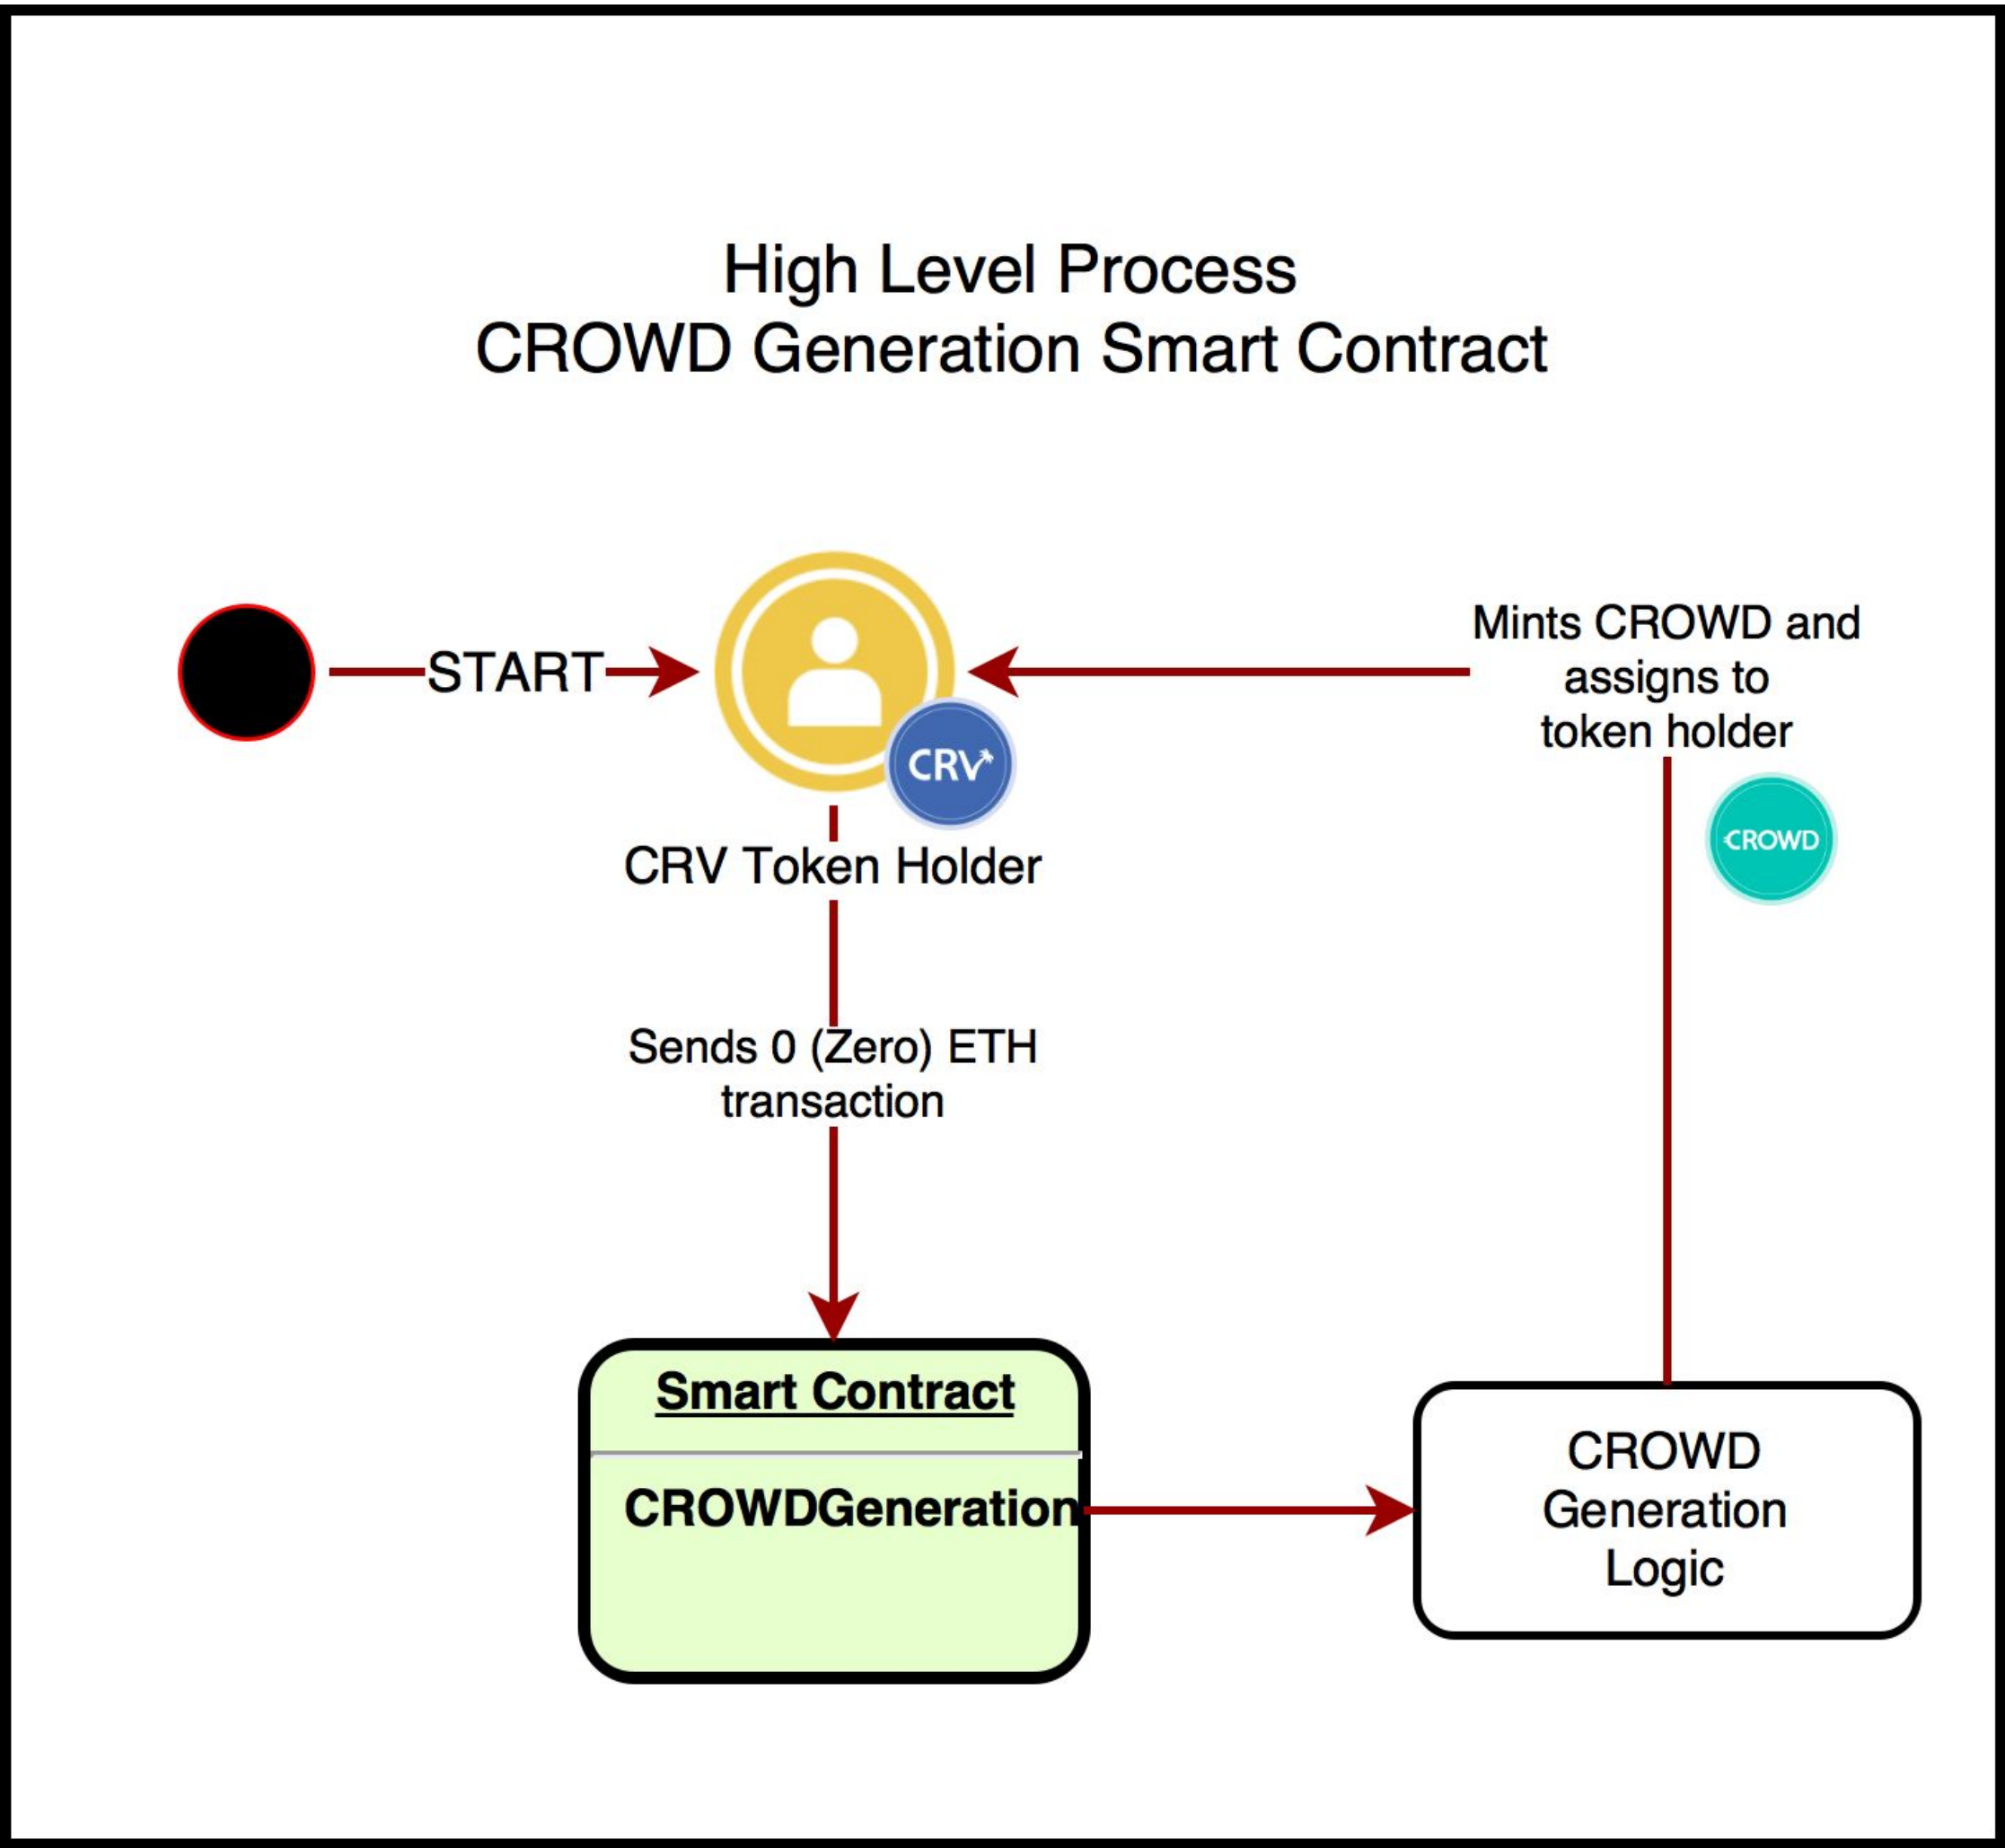 High Level Process
CROWD Generation Smart Contract
START
CRV
CRV Token Holder
Mints CROWD and
assigns to
token holder
CROWD
Sends 0 (Zero) ETH
transaction
Smart Contract
CROWDGeneration
CROWD
Generation
Logic